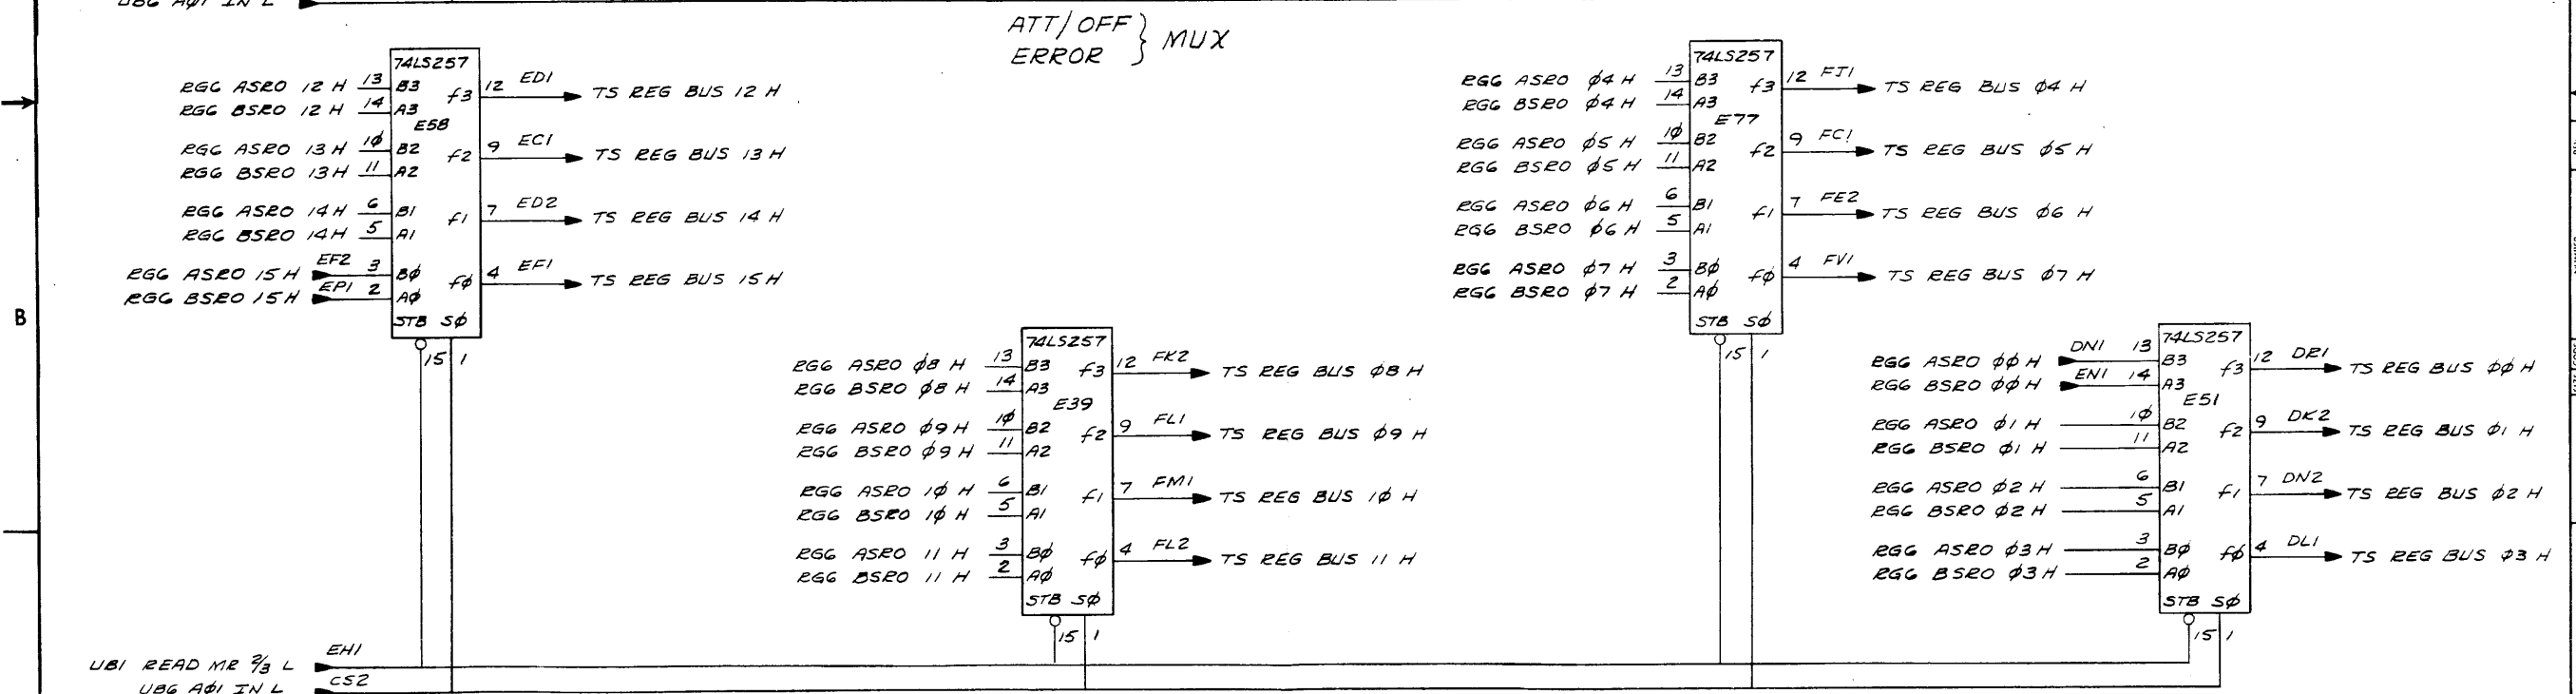 UBG AØ1 IN L
ATT/OFF
ERROR } MUX
B
74LS257
RGG ASRO 12 H 13 B3
RGG BSRO 12 H 14 A3
f3 12 ED1 TS REG BUS 12 H
E58
RGG ASRO 13 H 1Ø B2
RGG BSRO 13 H 11 A2
f2 9 EC1 TS REG BUS 13 H
RGG ASRO 14 H 6 B1
RGG BSRO 14 H 5 A1
f1 7 ED2 TS REG BUS 14 H
RGG ASRO 15 H EF2 3 BØ
RGG BSRO 15 H EP1 2 AØ
fØ 4 EF1 TS REG BUS 15 H
STB SØ
15 1
74LS257
RGG ASRO Ø8 H 13 B3
RGG BSRO Ø8 H 14 A3
f3 12 FK2 TS REG BUS Ø8 H
E39
RGG ASRO Ø9 H 1Ø B2
RGG BSRO Ø9 H 11 A2
f2 9 FL1 TS REG BUS Ø9 H
RGG ASRO 1Ø H 6 B1
RGG BSRO 1Ø H 5 A1
f1 7 FM1 TS REG BUS 1Ø H
RGG ASRO 11 H 3 BØ
RGG BSRO 11 H 2 AØ
fØ 4 FL2 TS REG BUS 11 H
STB SØ
15 1
74LS257
RGG ASRO Ø4 H 13 B3
RGG BSRO Ø4 H 14 A3
f3 12 FJ1 TS REG BUS Ø4 H
E77
RGG ASRO Ø5 H 1Ø B2
RGG BSRO Ø5 H 11 A2
f2 9 FC1 TS REG BUS Ø5 H
RGG ASRO Ø6 H 6 B1
RGG BSRO Ø6 H 5 A1
f1 7 FE2 TS REG BUS Ø6 H
RGG ASRO Ø7 H 3 BØ
RGG BSRO Ø7 H 2 AØ
fØ 4 FV1 TS REG BUS Ø7 H
STB SØ
15 1
74LS257
RGG ASRO ØØ H DN1 13 B3
RGG BSRO ØØ H EN1 14 A3
f3 12 DR1 TS REG BUS ØØ H
E51
RGG ASRO Ø1 H 1Ø B2
RGG BSRO Ø1 H 11 A2
f2 9 DK2 TS REG BUS Ø1 H
RGG ASRO Ø2 H 6 B1
RGG BSRO Ø2 H 5 A1
f1 7 DN2 TS REG BUS Ø2 H
RGG ASRO Ø3 H 3 BØ
RGG BSRO Ø3 H 2 AØ
fØ 4 DL1 TS REG BUS Ø3 H
STB SØ
15 1
UB1 READ MR 2/3 L EH1
UBG AØ1 IN L CS2